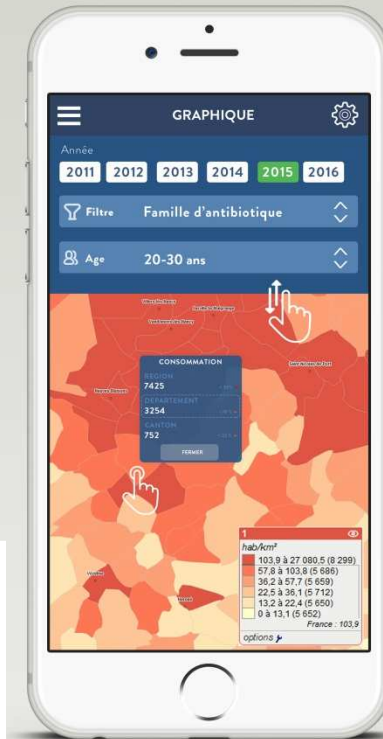 GRAPHIQUE
Année
2011 2012 2013 2014 2015 2016
Filtre Famille d'antibiotique
Age 20-30 ans
CONSOMMATION
REGION
7425
DEPARTEMENT
3254
CANTON
752
FERMER
1
hab/km²
103,9 à 27 080,5 (8 299)
57,8 à 103,8 (5 686)
36,2 à 57,7 (5 659)
22,5 à 36,1 (5 712)
13,2 à 22,4 (5 650)
0 à 13,1 (5 652)
France : 103,9
options